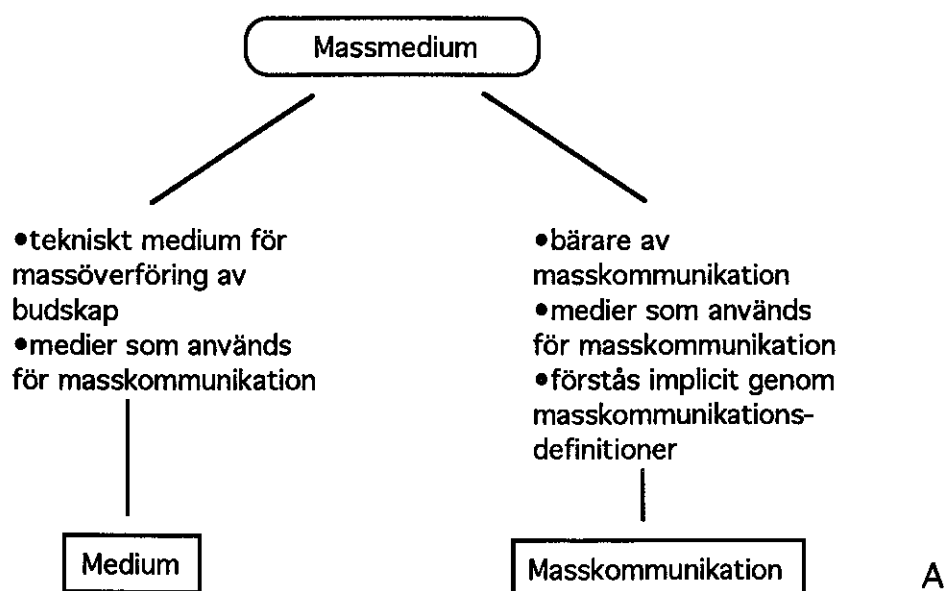 Massmedium
•tekniskt medium för
massöverföring av
budskap
•medier som används
för masskommunikation
•bärare av
masskommunikation
•medier som används
för masskommunikation
•förstås implicit genom
masskommunikations-
definitioner
Medium
Masskommunikation
A